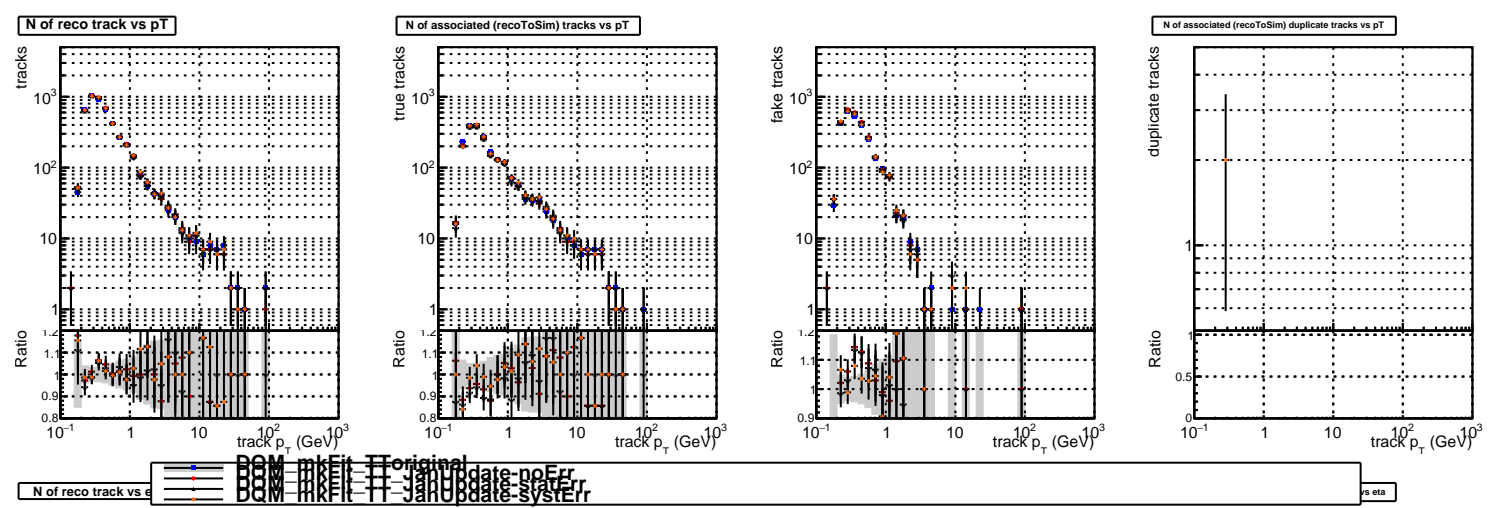 N of reco track vs pT
N of associated (recoToSim) tracks vs pT
N of associated (recoToSim) duplicate tracks vs pT
tracks
10³
10²
10
1
Ratio
1.2
1.1
1.0
0.9
0.8
10⁻¹ 1 10 10² 10³
track p_T (GeV)
true tracks
10³
10²
10
1
Ratio
1.2
1.1
1.0
0.9
0.8
10⁻¹ 1 10 10² 10³
track p_T (GeV)
fake tracks
10³
10²
10
1
Ratio
1.2
1.1
1
0.9
10⁻¹ 1 10 10² 10³
track p_T (GeV)
duplicate tracks
1
Ratio
1
0.5
0
10⁻¹ 1 10 10² 10³
track p_T (GeV)
DQM_mkFit_TToriginal
DQM_mkFit_TT_JanUpdate-noErr
DQM_mkFit_TT_JanUpdate-statErr
DQM_mkFit_TT_JanUpdate-systErr
N of reco track vs e
vs eta